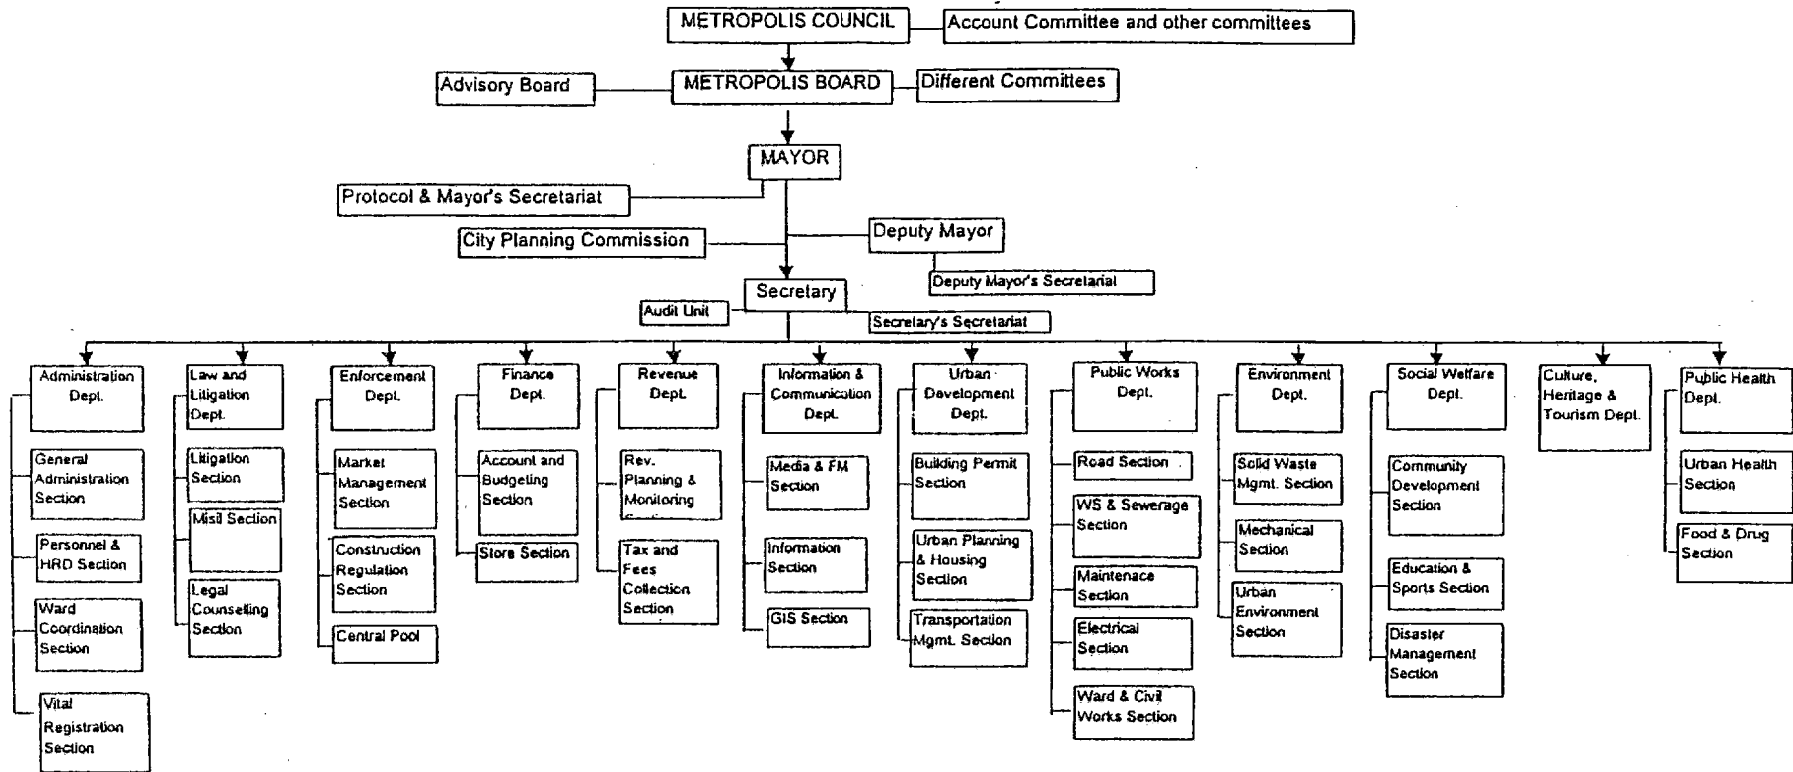 METROPOLIS COUNCIL
Account Committee and other committees
Advisory Board
METROPOLIS BOARD
Different Committees
MAYOR
Protocol & Mayor's Secretariat
City Planning Commission
Deputy Mayor
Deputy Mayor's Secretariat
Secretary
Audit Unit
Secretary's Secretariat
Administration
Dept.
General
Administration
Section
Personnel &
HRD Section
Ward
Coordination
Section
Vital
Registration
Section
Law and
Litigation
Dept.
Litigation
Section
Misil Section
Legal
Counselling
Section
Enforcement
Dept.
Market
Management
Section
Construction
Regulation
Section
Central Pool
Finance
Dept.
Account and
Budgeting
Section
Store Section
Revenue
Dept.
Rev.
Planning &
Monitoring
Tax and
Fees
Collection
Section
Information &
Communication
Dept.
Media & FM
Section
Information
Section
GIS Section
Urban
Development
Dept.
Building Permit
Section
Urban Planning
& Housing
Section
Transportation
Mgmt. Section
Public Works
Dept.
Road Section
WS & Sewerage
Section
Maintenace
Section
Electrical
Section
Ward & Civil
Works Section
Environment
Dept.
Solid Waste
Mgmt. Section
Mechanical
Section
Urban
Environment
Section
Social Welfare
Dept.
Community
Development
Section
Education &
Sports Section
Disaster
Management
Section
Culture,
Heritage &
Tourism Dept.
Public Health
Dept.
Urban Health
Section
Food & Drug
Section